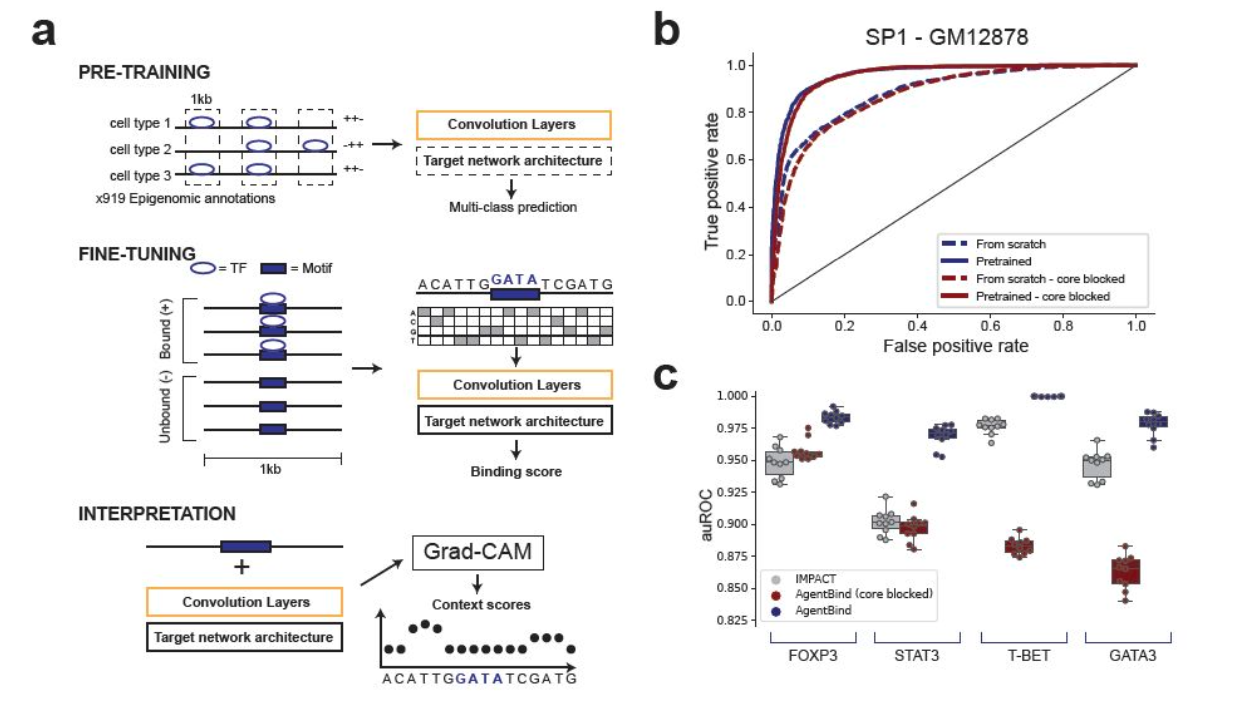 a
PRE-TRAINING
1kb
cell type 1
++-
cell type 2
-++
cell type 3
++-
x919 Epigenomic annotations
Convolution Layers
Target network architecture
Multi-class prediction
FINE-TUNING
= TF
= Motif
Bound (+)
Unbound (-)
1kb
ACATTGGATATCGATG
A
C
G
T
Convolution Layers
Target network architecture
Binding score
INTERPRETATION
+
Convolution Layers
Target network architecture
Grad-CAM
Context scores
ACATTGGATATCGATG
b
SP1 - GM12878
True positive rate
1.0
0.8
0.6
0.4
0.2
0.0
From scratch
Pretrained
From scratch - core blocked
Pretrained - core blocked
0.0 0.2 0.4 0.6 0.8 1.0
False positive rate
c
auROC
1.000
0.975
0.950
0.925
0.900
0.875
0.850
0.825
IMPACT
AgentBind (core blocked)
AgentBind
FOXP3 STAT3 T-BET GATA3